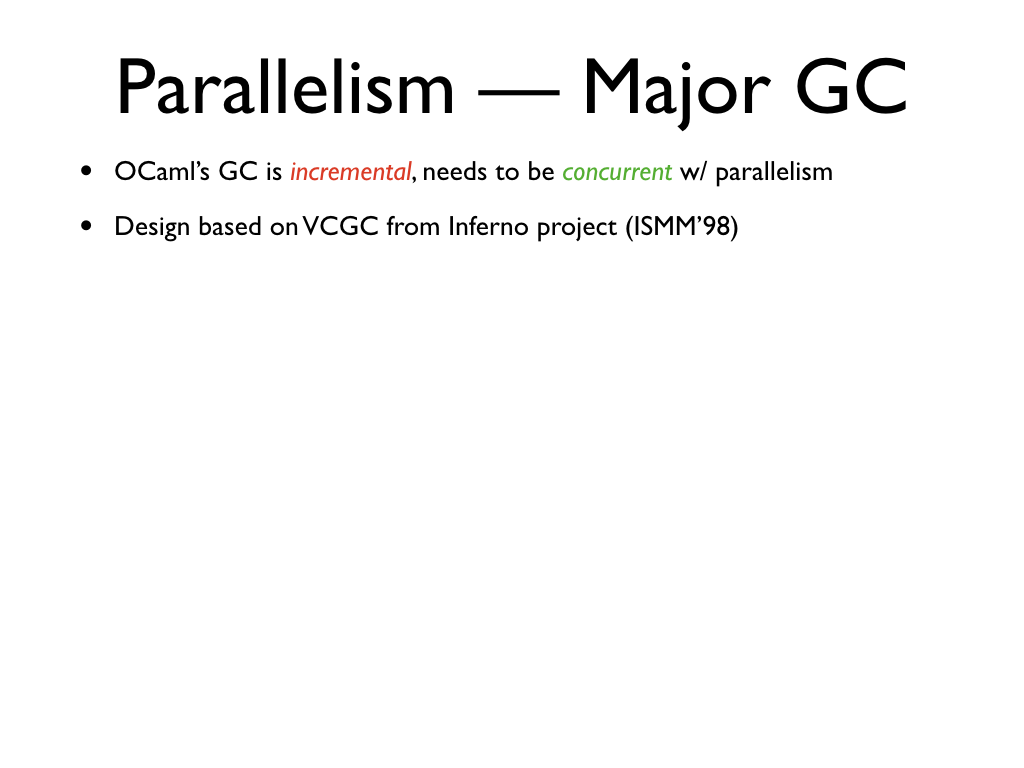 Parallelism — Major GC
• OCaml’s GC is incremental, needs to be concurrent w/ parallelism
• Design based on VCGC from Inferno project (ISMM’98)